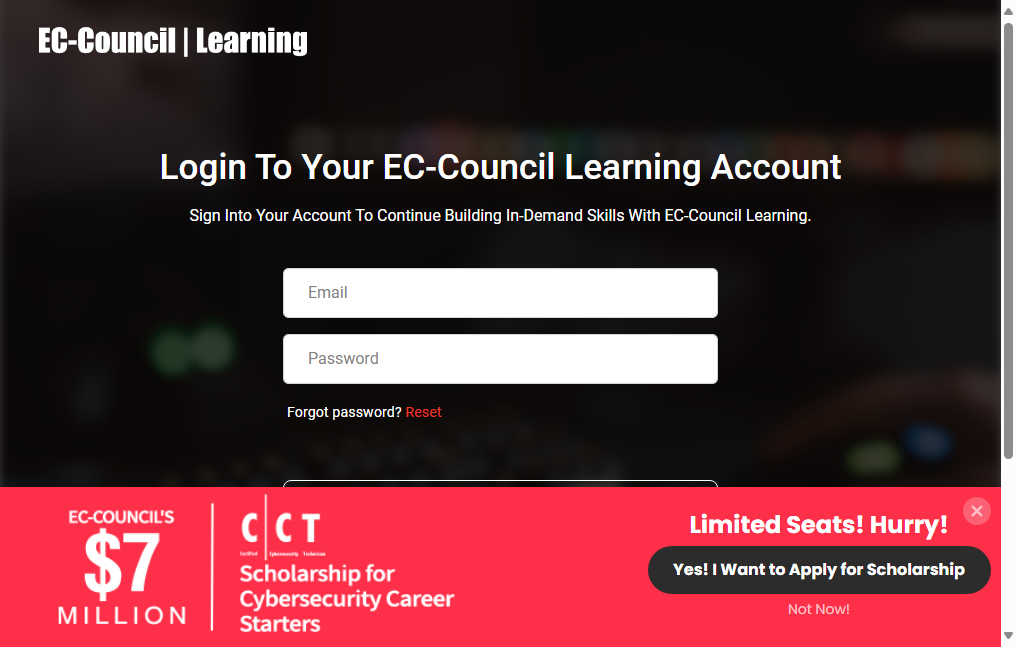 EC-Council | Learning
Login To Your EC-Council Learning Account
Sign Into Your Account To Continue Building In-Demand Skills With EC-Council Learning.
Email
Password
Forgot password? Reset
EC-COUNCIL'S
$7
MILLION
C|CT
Certified Cybersecurity Technician
Scholarship for
Cybersecurity Career
Starters
Limited Seats! Hurry!
Yes! I Want to Apply for Scholarship
Not Now!